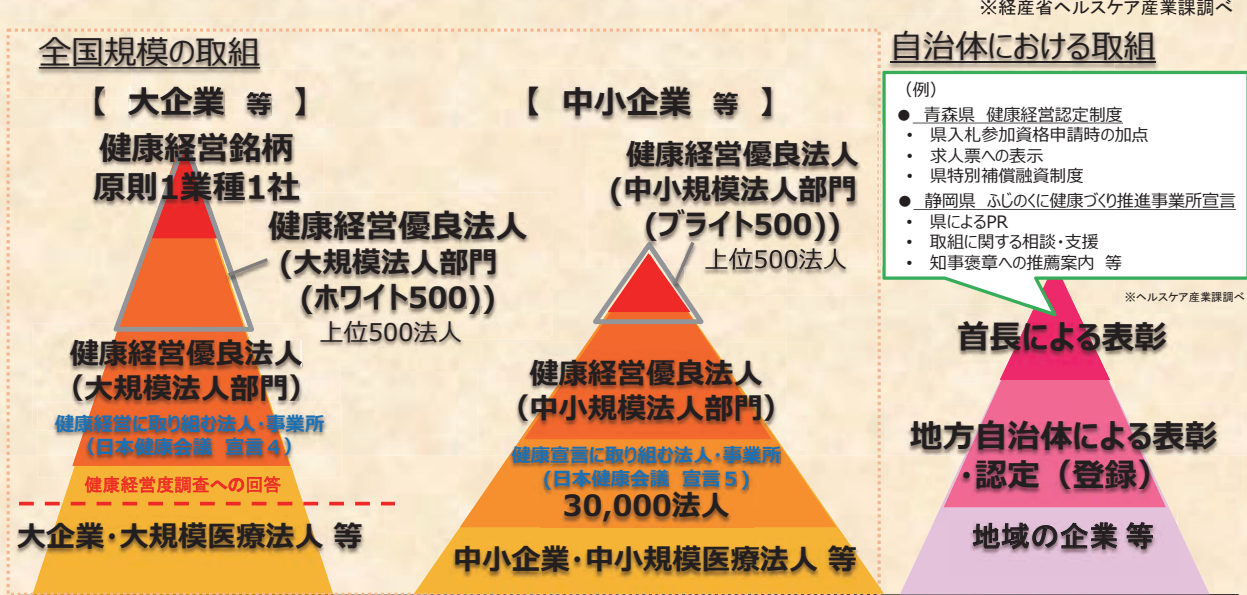 ※経産省ヘルスケア産業課調べ
全国規模の取組
【 大企業 等 】
健康経営銘柄
原則1業種1社
健康経営優良法人
(大規模法人部門
(ホワイト500))
上位500法人
健康経営優良法人
（大規模法人部門）
健康経営に取り組む法人・事業所
（日本健康会議 宣言４）
健康経営度調査への回答
大企業・大規模医療法人 等
【 中小企業 等 】
健康経営優良法人
(中小規模法人部門
(ブライト500))
上位500法人
健康経営優良法人
（中小規模法人部門）
健康宣言に取り組む法人・事業所
（日本健康会議 宣言５）
30,000法人
中小企業・中小規模医療法人 等
自治体における取組
（例）
● 青森県 健康経営認定制度
・ 県入札参加資格申請時の加点
・ 求人票への表示
・ 県特別補償融資制度
● 静岡県 ふじのくに健康づくり推進事業所宣言
・ 県によるPR
・ 取組に関する相談・支援
・ 知事褒章への推薦案内 等
※ヘルスケア産業課調べ
首長による表彰
地方自治体による表彰
・認定（登録）
地域の企業 等